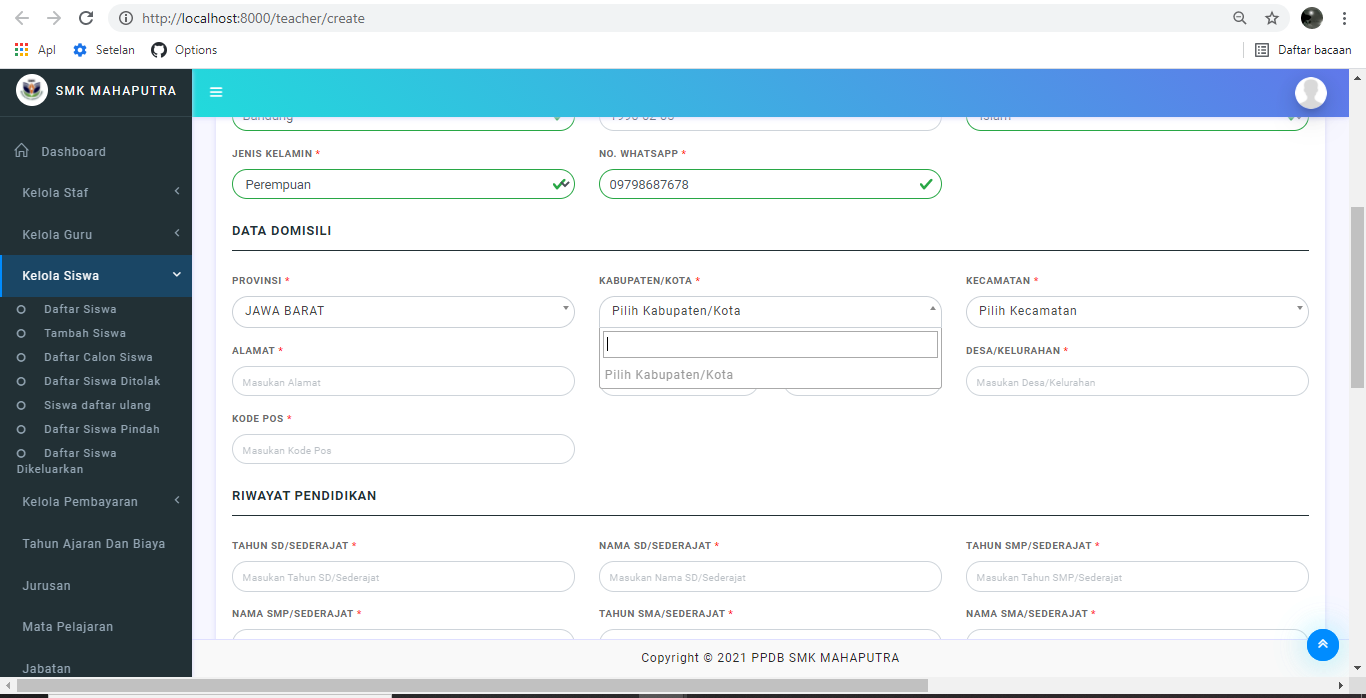 http://localhost:8000/teacher/create
Apl Setelan Options Daftar bacaan
SMK MAHAPUTRA
Dashboard
Kelola Staf
Kelola Guru
Kelola Siswa
Daftar Siswa
Tambah Siswa
Daftar Calon Siswa
Daftar Siswa Ditolak
Siswa daftar ulang
Daftar Siswa Pindah
Daftar Siswa
Dikeluarkan
Kelola Pembayaran
Tahun Ajaran Dan Biaya
Jurusan
Mata Pelajaran
Jabatan
Bandung Islam
JENIS KELAMIN * NO. WHATSAPP *
Perempuan 09798687678
DATA DOMISILI
PROVINSI * KABUPATEN/KOTA * KECAMATAN *
JAWA BARAT Pilih Kabupaten/Kota Pilih Kecamatan
ALAMAT * DESA/KELURAHAN *
Pilih Kabupaten/Kota
Masukan Alamat Masukan Desa/Kelurahan
KODE POS *
Masukan Kode Pos
RIWAYAT PENDIDIKAN
TAHUN SD/SEDERAJAT * NAMA SD/SEDERAJAT * TAHUN SMP/SEDERAJAT *
Masukan Tahun SD/Sederajat Masukan Nama SD/Sederajat Masukan Tahun SMP/Sederajat
NAMA SMP/SEDERAJAT * TAHUN SMA/SEDERAJAT * NAMA SMA/SEDERAJAT *
Copyright © 2021 PPDB SMK MAHAPUTRA